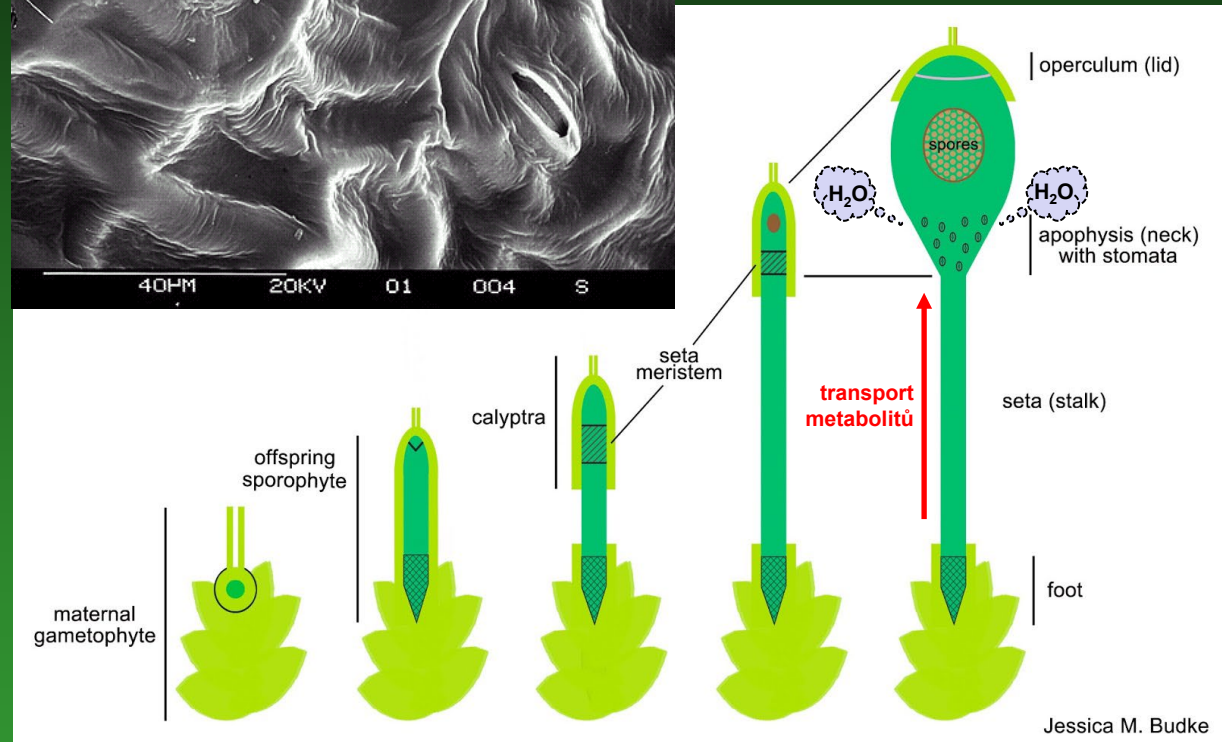 40µM 20KV 01 004 S
operculum (lid)
spores
H₂O
H₂O
apophysis (neck)
with stomata
seta
meristem
transport
metabolitů
seta (stalk)
calyptra
offspring
sporophyte
foot
maternal
gametophyte
Jessica M. Budke